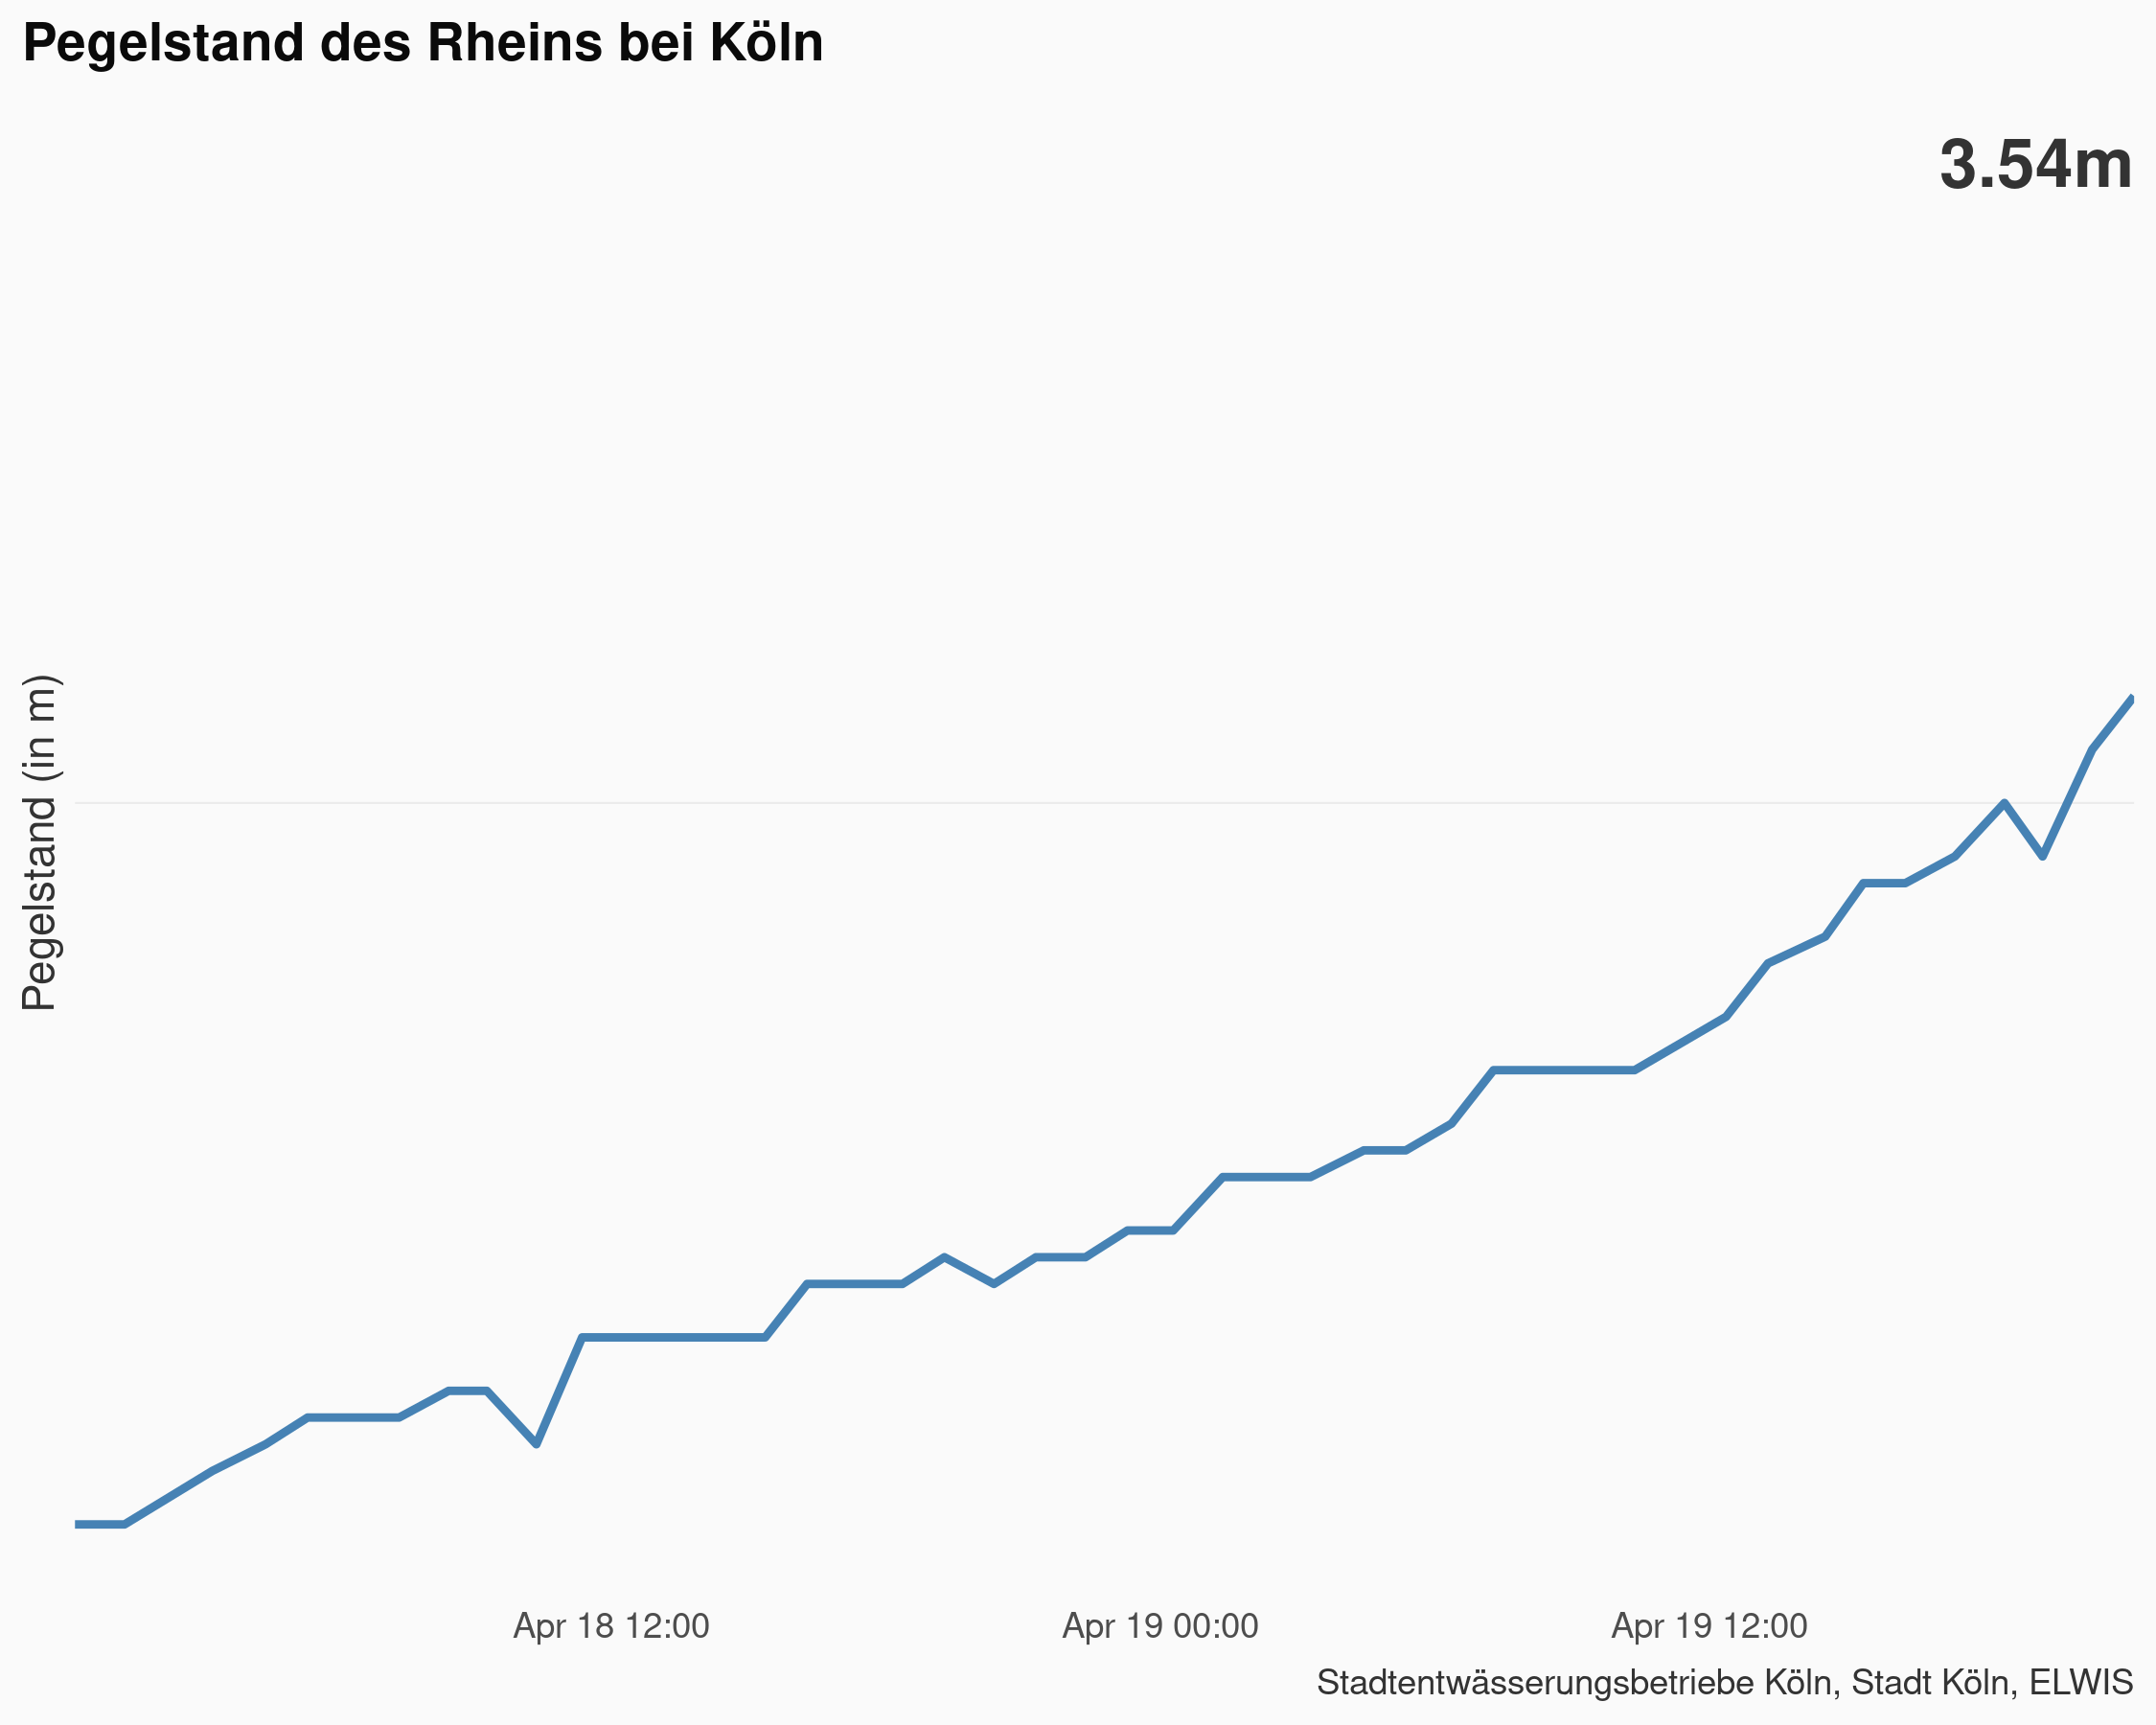 Pegelstand des Rheins bei Köln
3.54m
Pegelstand (in m)
Apr 18 12:00
Apr 19 00:00
Apr 19 12:00
Stadtentwässerungsbetriebe Köln, Stadt Köln, ELWIS